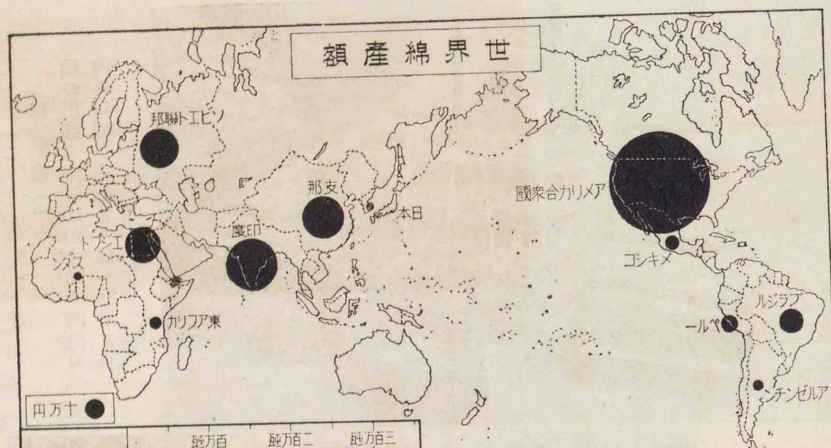 世界綿產額
ソビエト聯邦
支那
日本
印度
エジプト
スダン
東アフリカ
アメリカ合衆國
メキシコ
ペルー
ブラジル
アルゼンチン
十万円
百万瓲
二百万瓲
三百万瓲